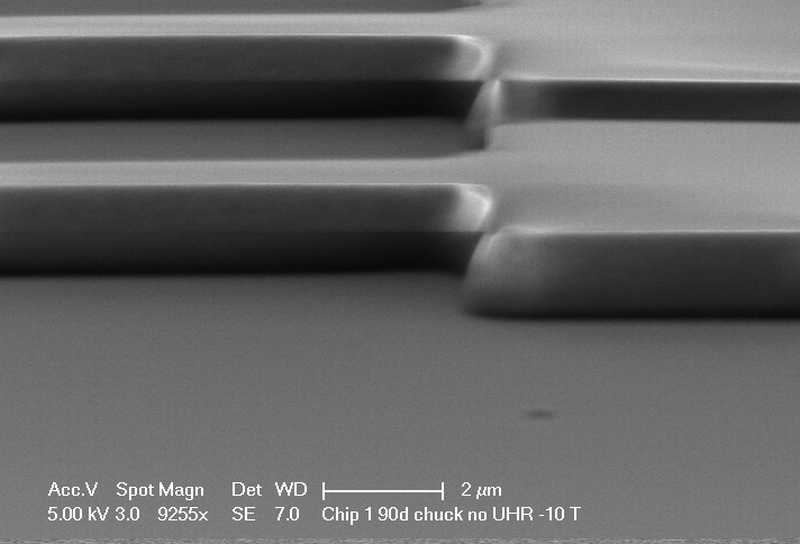 Acc.V Spot Magn Det WD 2 µm
5.00 kV 3.0 9255x SE 7.0 Chip 1 90d chuck no UHR -10 T